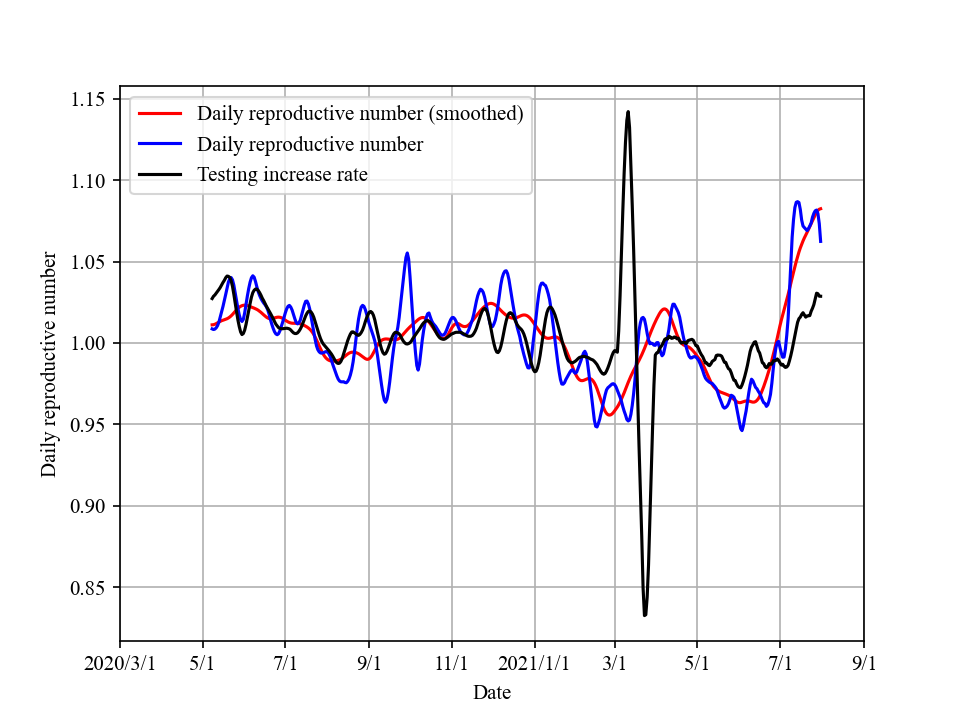 Daily reproductive number (smoothed)
Daily reproductive number
Testing increase rate
1.15
1.10
1.05
1.00
0.95
0.90
0.85
Daily reproductive number
2020/3/1 5/1 7/1 9/1 11/1 2021/1/1 3/1 5/1 7/1 9/1
Date